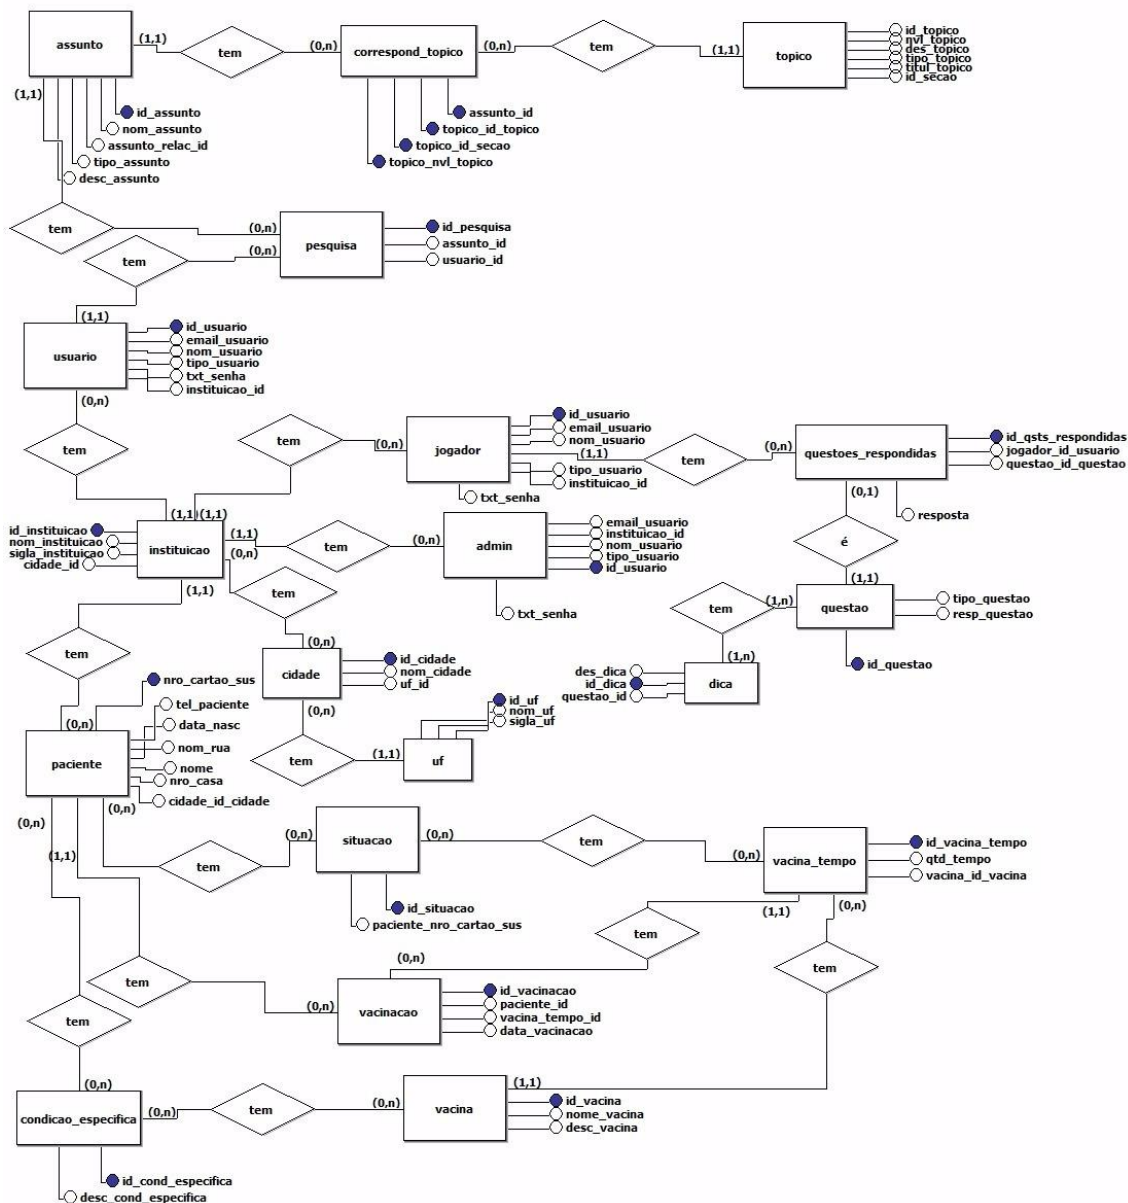 assunto
(1,1)
tem
(0,n)
correspond_topico
(0,n)
tem
(1,1)
topico
id_topico
nvl_topico
des_topico
tipo_topico
titul_topico
id_secao
(1,1)
id_assunto
nom_assunto
assunto_relac_id
tipo_assunto
desc_assunto
assunto_id
topico_id_topico
topico_id_secao
topico_nvl_topico
tem
(0,n)
pesquisa
id_pesquisa
assunto_id
usuario_id
tem
(0,n)
(1,1)
usuario
id_usuario
email_usuario
nom_usuario
tipo_usuario
txt_senha
instituicao_id
(0,n)
tem
tem
(0,n)
jogador
id_usuario
email_usuario
nom_usuario
(1,1)
tipo_usuario
instituicao_id
txt_senha
tem
(0,n)
questoes_respondidas
id_qsts_respondidas
jogador_id_usuario
questao_id_questao
(0,1)
resposta
(1,1)
(1,1)
id_instituicao
nom_instituicao
sigla_instituicao
cidade_id
instituicao
(1,1)
(0,n)
tem
(0,n)
admin
email_usuario
instituicao_id
nom_usuario
tipo_usuario
id_usuario
txt_senha
é
(1,1)
questao
tipo_questao
resp_questao
id_questao
tem
(1,n)
(1,n)
dica
des_dica
id_dica
questao_id
(1,1)
tem
tem
(0,n)
cidade
id_cidade
nom_cidade
uf_id
(0,n)
tem
(1,1)
uf
id_uf
nom_uf
sigla_uf
nro_cartao_sus
(0,n)
paciente
tel_paciente
data_nasc
nom_rua
nome
nro_casa
cidade_id_cidade
(0,n)
(1,1)
(0,n)
tem
(0,n)
situacao
(0,n)
id_situacao
paciente_nro_cartao_sus
tem
(0,n)
vacina_tempo
id_vacina_tempo
qtd_tempo
vacina_id_vacina
(1,1)
(0,n)
tem
tem
(0,n)
tem
(0,n)
vacinacao
id_vacinacao
paciente_id
vacina_tempo_id
data_vacinacao
tem
(0,n)
condicao_especifica
(0,n)
tem
(0,n)
vacina
(1,1)
id_vacina
nome_vacina
desc_vacina
id_cond_especifica
desc_cond_especifica